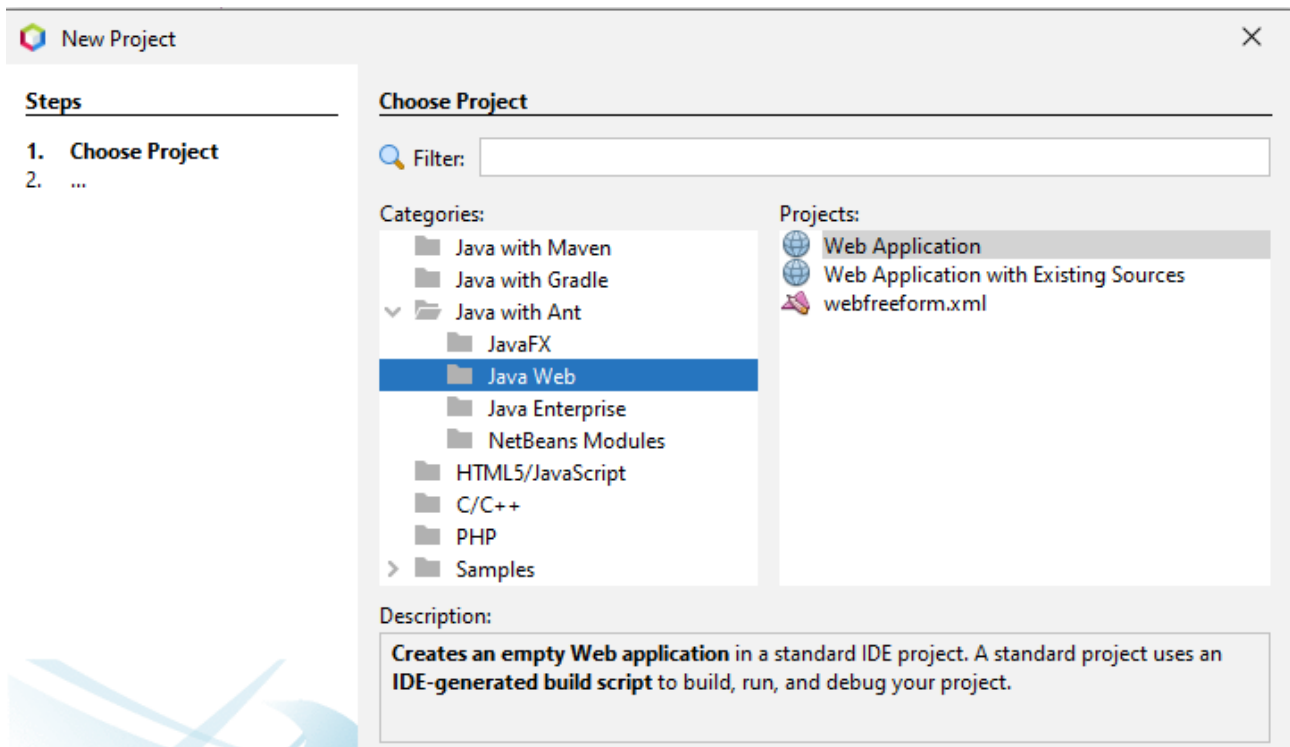 New Project
Steps
1. Choose Project
2. ...
Choose Project
Filter:
Categories:
Java with Maven
Java with Gradle
Java with Ant
JavaFX
Java Web
Java Enterprise
NetBeans Modules
HTML5/JavaScript
C/C++
PHP
Samples
Projects:
Web Application
Web Application with Existing Sources
webfreeform.xml
Description:
Creates an empty Web application in a standard IDE project. A standard project uses an
IDE-generated build script to build, run, and debug your project.